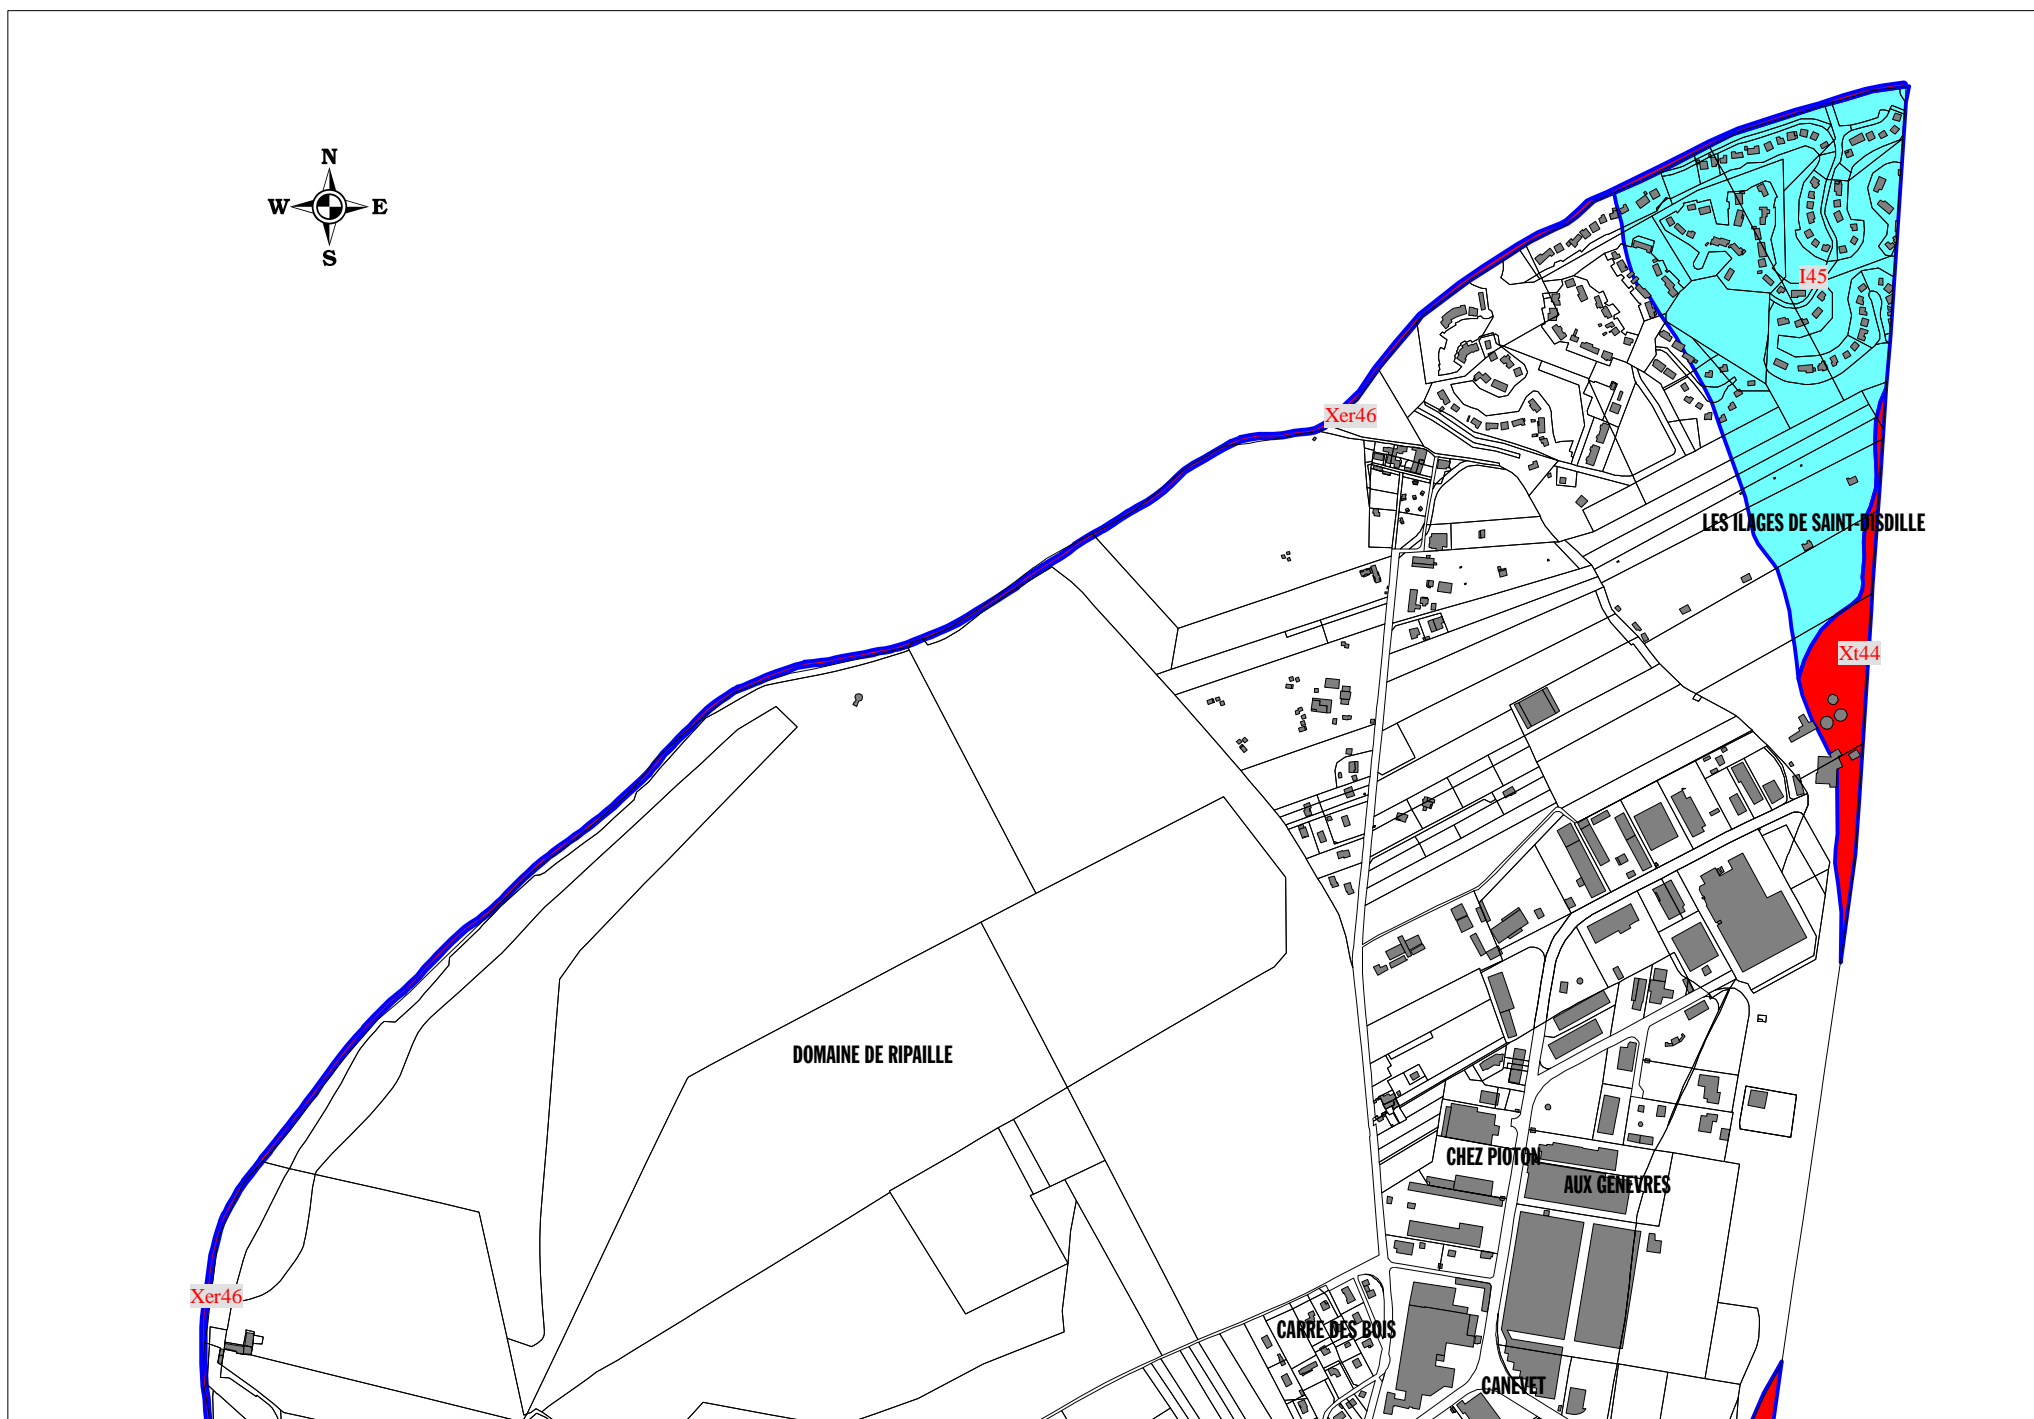 N
W E
S
I45
Xer46
LES ILAGES DE SAINT-DISDILLE
Xt44
DOMAINE DE RIPAILLE
CHEZ PIOTON
AUX GENEVRES
Xer46
CARRE DES BOIS
CANEVET